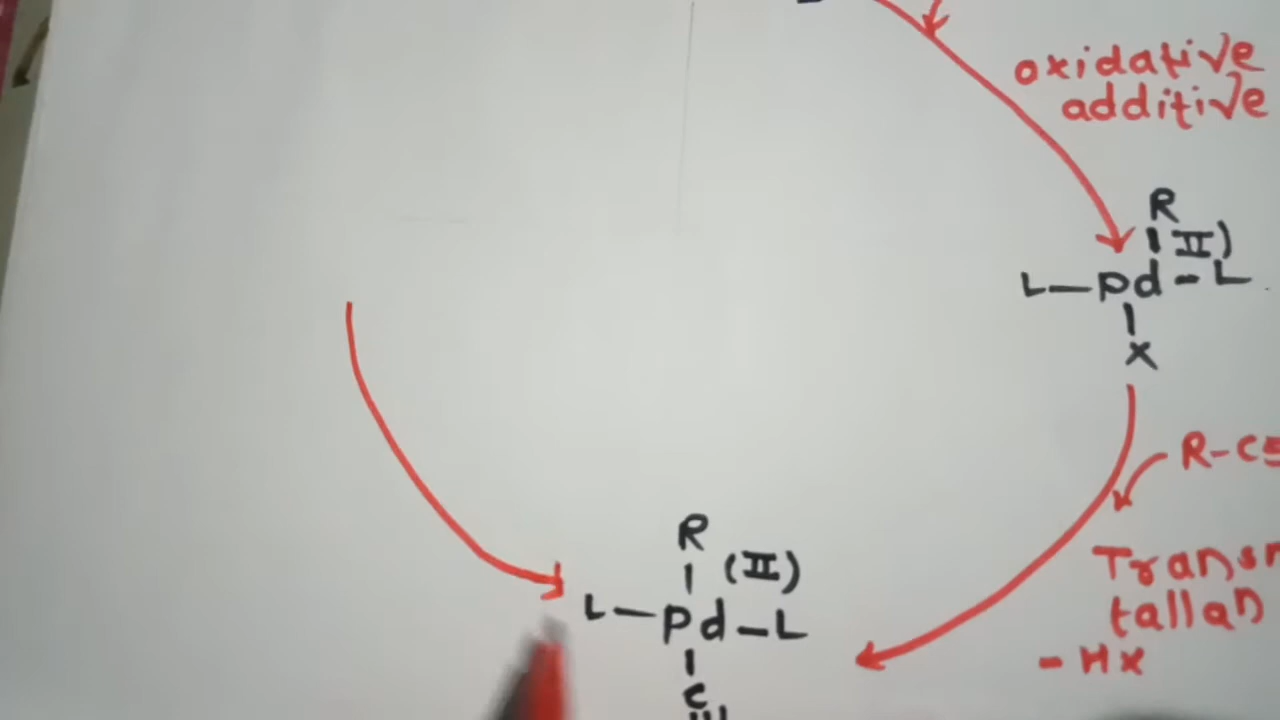 oxidative
additive
R
II)
L-Pd-L
X
R-C≡
Trans
tallan
- HX
R
(II)
L-Pd-L
C